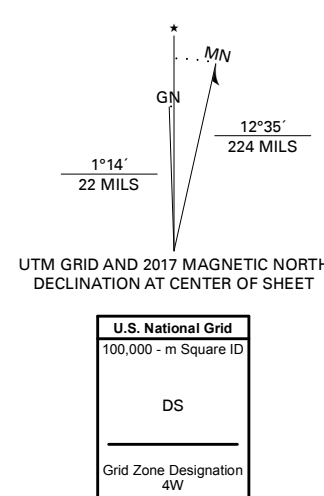 ★
MN
GN
12°35´
224 MILS
1°14´
22 MILS
UTM GRID AND 2017 MAGNETIC NORTH
DECLINATION AT CENTER OF SHEET
U.S. National Grid
100,000 - m Square ID
DS
Grid Zone Designation
4W